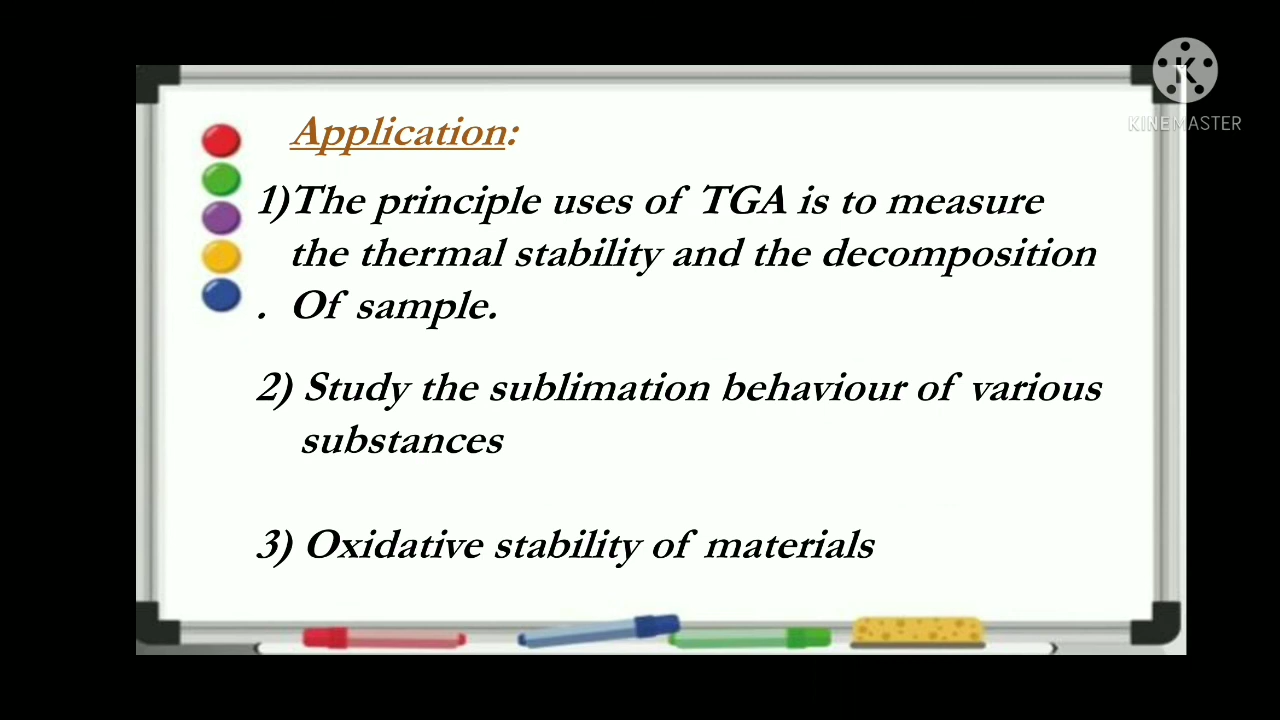 KINEMASTER
Application:
1)The principle uses of TGA is to measure
the thermal stability and the decomposition
. Of sample.
2) Study the sublimation behaviour of various
substances
3) Oxidative stability of materials